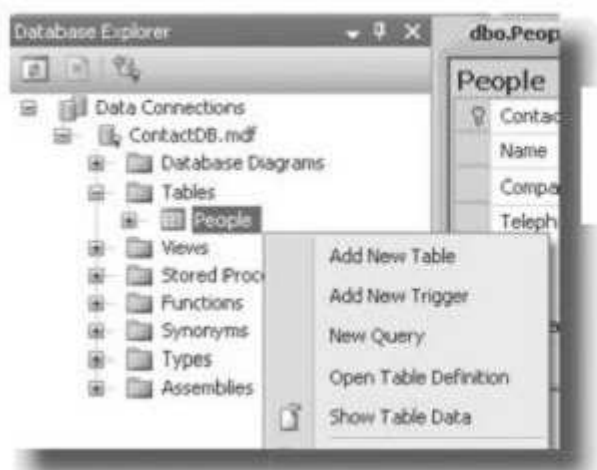 Database Explorer
dbo.Peop
Data Connections
ContactDB.mdf
Database Diagrams
Tables
People
Views
Stored Proc
Functions
Synonyms
Types
Assemblies
People
Contac
Name
Compa
Teleph
Add New Table
Add New Trigger
New Query
Open Table Definition
Show Table Data